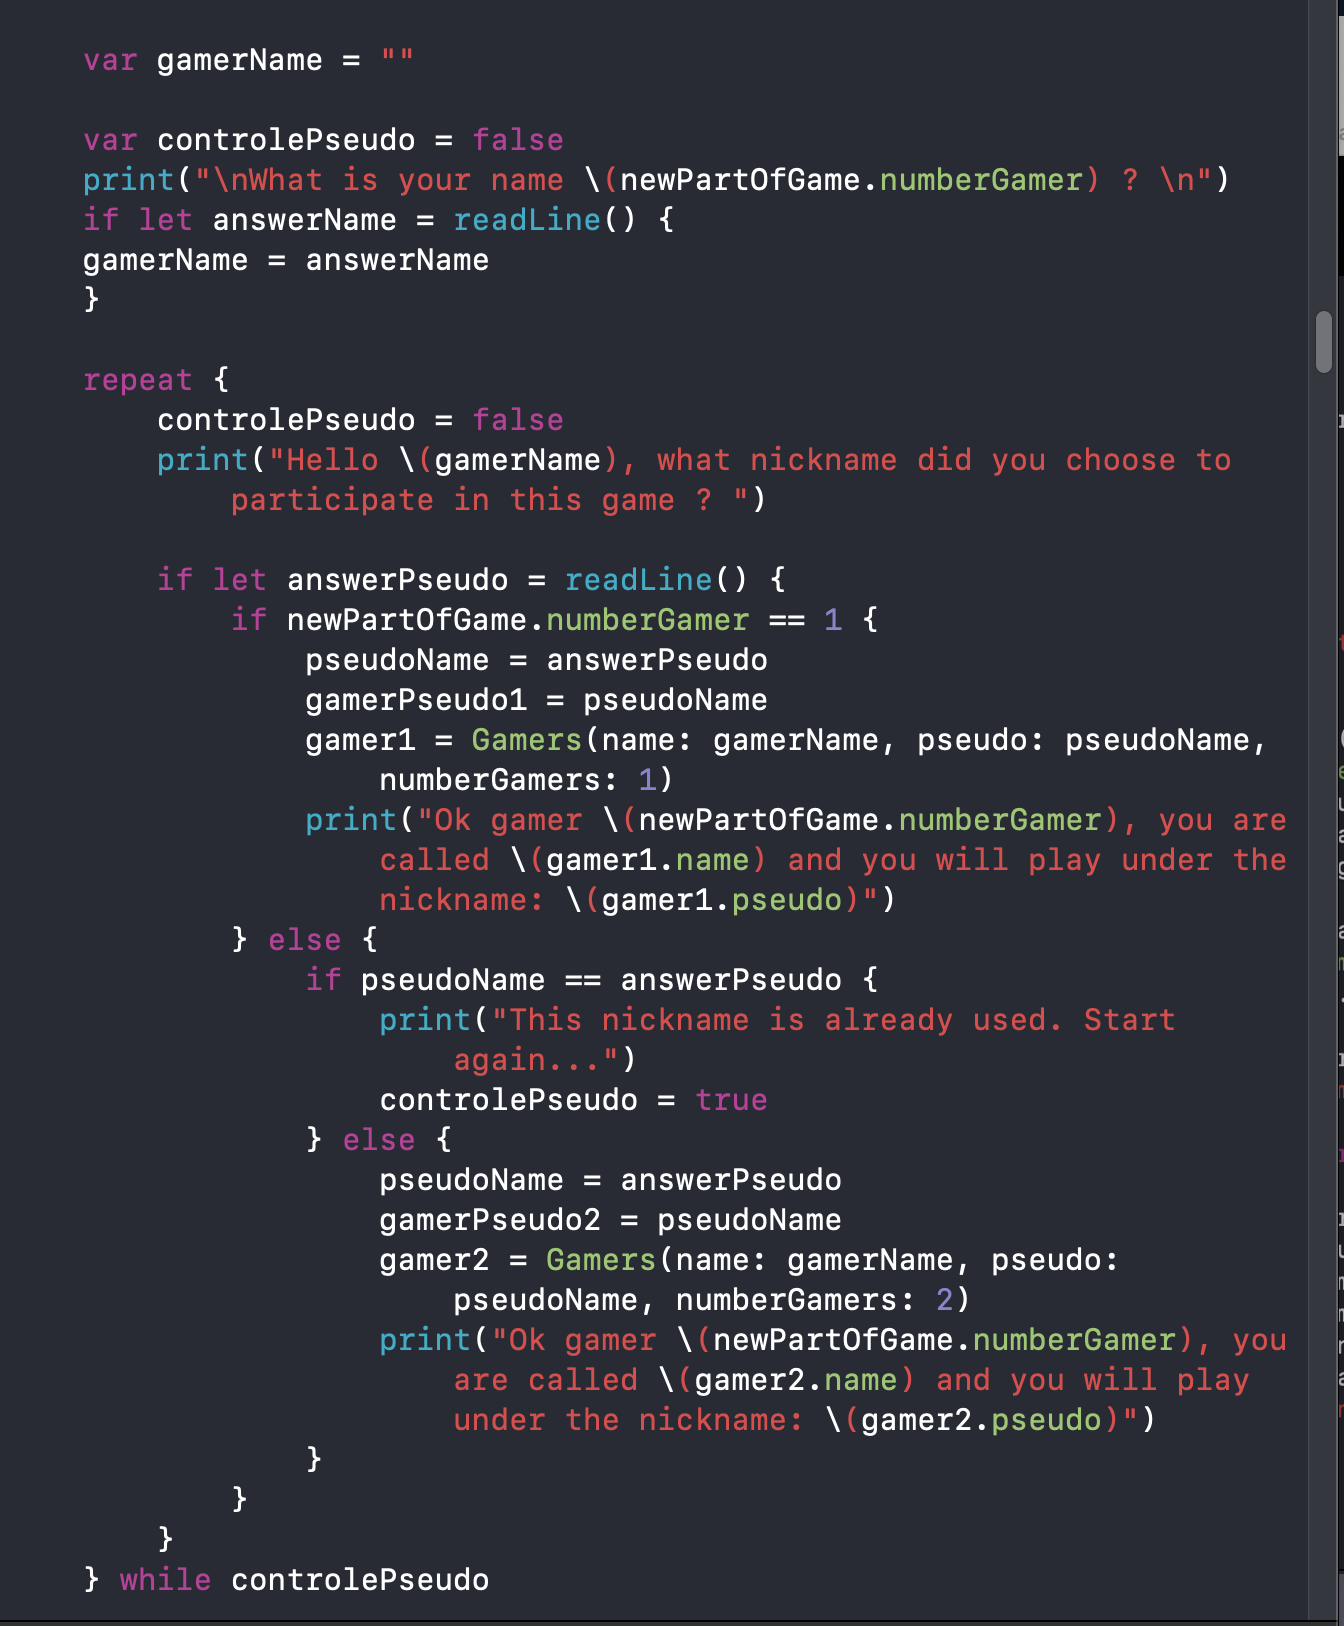 var gamerName = ""
var controlePseudo = false
print("\nWhat is your name \(newPartOfGame.numberGamer) ? \n")
if let answerName = readLine() {
gamerName = answerName
}
repeat {
controlePseudo = false
print("Hello \(gamerName), what nickname did you choose to
participate in this game ? ")
if let answerPseudo = readLine() {
if newPartOfGame.numberGamer == 1 {
pseudoName = answerPseudo
gamerPseudo1 = pseudoName
gamer1 = Gamers(name: gamerName, pseudo: pseudoName,
numberGamers: 1)
print("Ok gamer \(newPartOfGame.numberGamer), you are
called \(gamer1.name) and you will play under the
nickname: \(gamer1.pseudo)")
} else {
if pseudoName == answerPseudo {
print("This nickname is already used. Start
again...")
controlePseudo = true
} else {
pseudoName = answerPseudo
gamerPseudo2 = pseudoName
gamer2 = Gamers(name: gamerName, pseudo:
pseudoName, numberGamers: 2)
print("Ok gamer \(newPartOfGame.numberGamer), you
are called \(gamer2.name) and you will play
under the nickname: \(gamer2.pseudo)")
}
}
}
} while controlePseudo